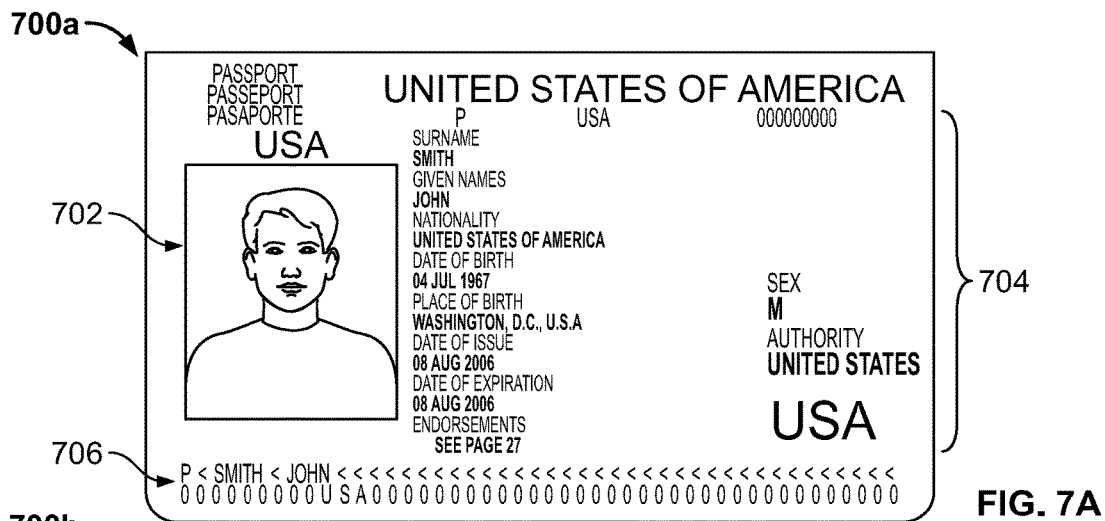 700a
PASSPORT
PASSEPORT
PASAPORTE
USA
UNITED STATES OF AMERICA
P USA 000000000
SURNAME
SMITH
GIVEN NAMES
JOHN
NATIONALITY
UNITED STATES OF AMERICA
DATE OF BIRTH
04 JUL 1967
PLACE OF BIRTH
WASHINGTON, D.C., U.S.A
DATE OF ISSUE
08 AUG 2006
DATE OF EXPIRATION
08 AUG 2006
ENDORSEMENTS
SEE PAGE 27
SEX
M
AUTHORITY
UNITED STATES
USA
702
704
706
P < SMITH < JOHN < < < < < < < < < < < < < < < < < < < < < < < < < < < < < < < <
0 0 0 0 0 0 0 0 0 U S A 0 0 0 0 0 0 0 0 0 0 0 0 0 0 0 0 0 0 0 0 0 0 0 0 0 0 0 0 0 0 0
FIG. 7A
700b